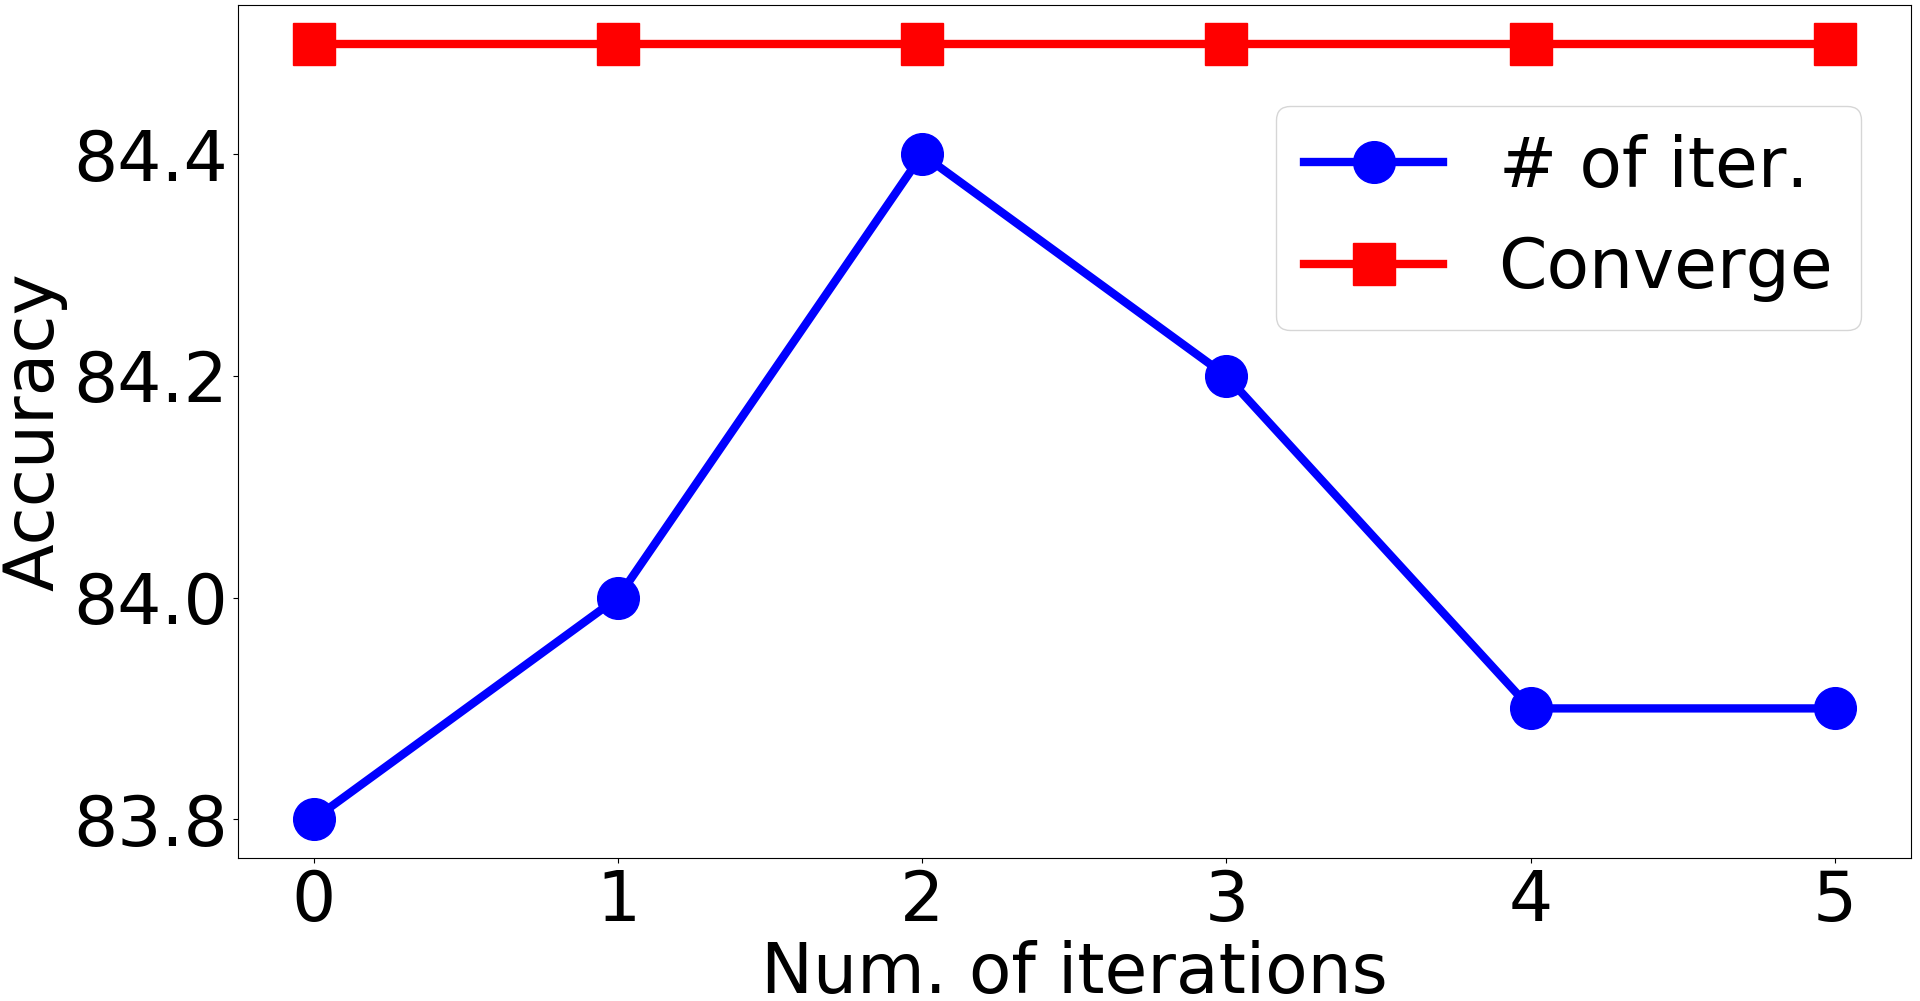 84.4
84.2
84.0
83.8
Accuracy
# of iter.
Converge
0 1 2 3 4 5
Num. of iterations